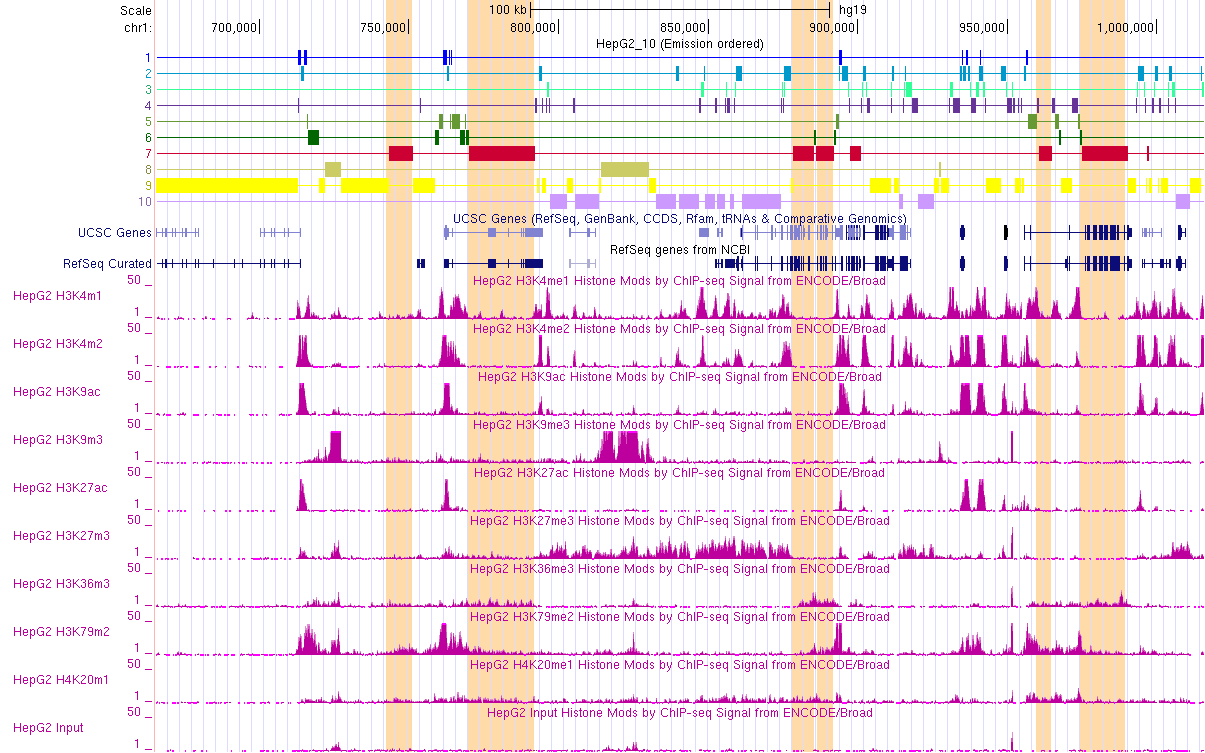 Scale 100 kb hg19
chr1: 700,000 750,000 800,000 850,000 900,000 950,000 1,000,000
HepG2_10 (Emission ordered)
1
2
3
4
5
6
7
8
9
10
UCSC Genes (RefSeq, GenBank, CCDS, Rfam, tRNAs & Comparative Genomics)
UCSC Genes
RefSeq genes from NCBI
RefSeq Curated
HepG2 H3K4me1 Histone Mods by ChIP-seq Signal from ENCODE/Broad
50
HepG2 H3K4m1
1
HepG2 H3K4me2 Histone Mods by ChIP-seq Signal from ENCODE/Broad
50
HepG2 H3K4m2
1
HepG2 H3K9ac Histone Mods by ChIP-seq Signal from ENCODE/Broad
50
HepG2 H3K9ac
1
HepG2 H3K9me3 Histone Mods by ChIP-seq Signal from ENCODE/Broad
50
HepG2 H3K9m3
1
HepG2 H3K27ac Histone Mods by ChIP-seq Signal from ENCODE/Broad
50
HepG2 H3K27ac
1
HepG2 H3K27me3 Histone Mods by ChIP-seq Signal from ENCODE/Broad
50
HepG2 H3K27m3
1
HepG2 H3K36me3 Histone Mods by ChIP-seq Signal from ENCODE/Broad
50
HepG2 H3K36m3
1
HepG2 H3K79me2 Histone Mods by ChIP-seq Signal from ENCODE/Broad
50
HepG2 H3K79m2
1
HepG2 H4K20me1 Histone Mods by ChIP-seq Signal from ENCODE/Broad
50
HepG2 H4K20m1
1
HepG2 Input Histone Mods by ChIP-seq Signal from ENCODE/Broad
50
HepG2 Input
1